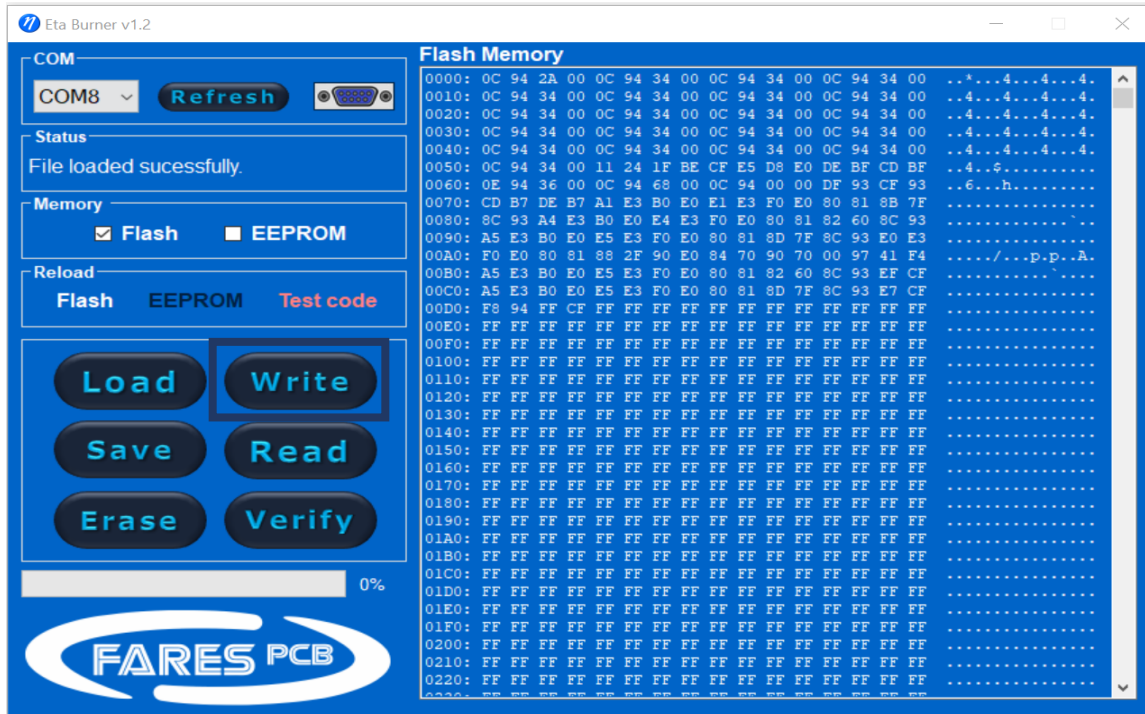 Eta Burner v1.2
COM
COM8
Refresh
Status
File loaded sucessfully.
Memory
Flash
EEPROM
Reload
Flash
EEPROM
Test code
Load
Write
Save
Read
Erase
Verify
0%
FARES PCB
Flash Memory
0000: 0C 94 2A 00 0C 94 34 00 0C 94 34 00 0C 94 34 00 ..*...4...4...4.
0010: 0C 94 34 00 0C 94 34 00 0C 94 34 00 0C 94 34 00 ..4...4...4...4.
0020: 0C 94 34 00 0C 94 34 00 0C 94 34 00 0C 94 34 00 ..4...4...4...4.
0030: 0C 94 34 00 0C 94 34 00 0C 94 34 00 0C 94 34 00 ..4...4...4...4.
0040: 0C 94 34 00 0C 94 34 00 0C 94 34 00 0C 94 34 00 ..4...4...4...4.
0050: 0C 94 34 00 11 24 1F BE CF E5 D8 E0 DE BF CD BF ..4..$..........
0060: 0E 94 36 00 0C 94 68 00 0C 94 00 00 DF 93 CF 93 ..6...h.........
0070: CD B7 DE B7 A1 E3 B0 E0 E1 E3 F0 E0 80 81 8B 7F ................
0080: 8C 93 A4 E3 B0 E0 E4 E3 F0 E0 80 81 82 60 8C 93 .............`..
0090: A5 E3 B0 E0 E5 E3 F0 E0 80 81 8D 7F 8C 93 E0 E3 ................
00A0: F0 E0 80 81 88 2F 90 E0 84 70 90 70 00 97 41 F4 ...../...p.p..A.
00B0: A5 E3 B0 E0 E5 E3 F0 E0 80 81 82 60 8C 93 EF CF ...........`....
00C0: A5 E3 B0 E0 E5 E3 F0 E0 80 81 8D 7F 8C 93 E7 CF ................
00D0: F8 94 FF CF FF FF FF FF FF FF FF FF FF FF FF FF ................
00E0: FF FF FF FF FF FF FF FF FF FF FF FF FF FF FF FF ................
00F0: FF FF FF FF FF FF FF FF FF FF FF FF FF FF FF FF ................
0100: FF FF FF FF FF FF FF FF FF FF FF FF FF FF FF FF ................
0110: FF FF FF FF FF FF FF FF FF FF FF FF FF FF FF FF ................
0120: FF FF FF FF FF FF FF FF FF FF FF FF FF FF FF FF ................
0130: FF FF FF FF FF FF FF FF FF FF FF FF FF FF FF FF ................
0140: FF FF FF FF FF FF FF FF FF FF FF FF FF FF FF FF ................
0150: FF FF FF FF FF FF FF FF FF FF FF FF FF FF FF FF ................
0160: FF FF FF FF FF FF FF FF FF FF FF FF FF FF FF FF ................
0170: FF FF FF FF FF FF FF FF FF FF FF FF FF FF FF FF ................
0180: FF FF FF FF FF FF FF FF FF FF FF FF FF FF FF FF ................
0190: FF FF FF FF FF FF FF FF FF FF FF FF FF FF FF FF ................
01A0: FF FF FF FF FF FF FF FF FF FF FF FF FF FF FF FF ................
01B0: FF FF FF FF FF FF FF FF FF FF FF FF FF FF FF FF ................
01C0: FF FF FF FF FF FF FF FF FF FF FF FF FF FF FF FF ................
01D0: FF FF FF FF FF FF FF FF FF FF FF FF FF FF FF FF ................
01E0: FF FF FF FF FF FF FF FF FF FF FF FF FF FF FF FF ................
01F0: FF FF FF FF FF FF FF FF FF FF FF FF FF FF FF FF ................
0200: FF FF FF FF FF FF FF FF FF FF FF FF FF FF FF FF ................
0210: FF FF FF FF FF FF FF FF FF FF FF FF FF FF FF FF ................
0220: FF FF FF FF FF FF FF FF FF FF FF FF FF FF FF FF ................